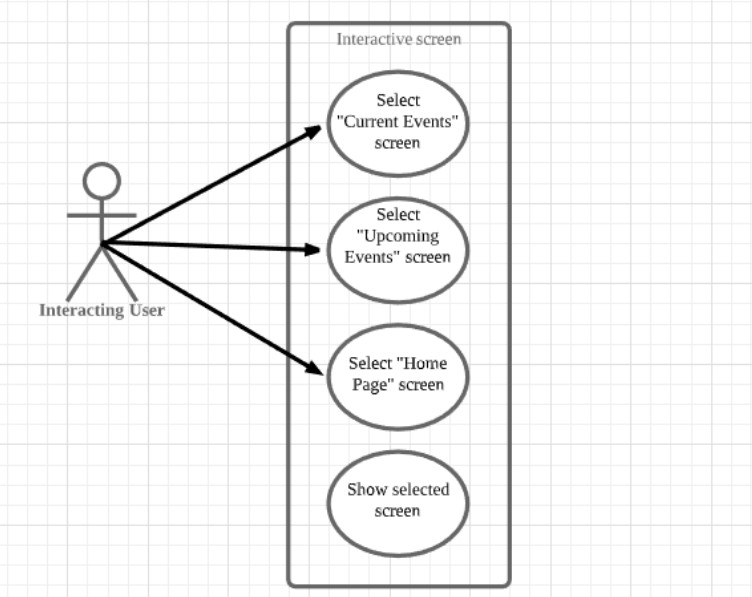 Interactive screen
Select
"Current Events"
screen
Select
"Upcoming
Events" screen
Interacting User
Select "Home
Page" screen
Show selected
screen